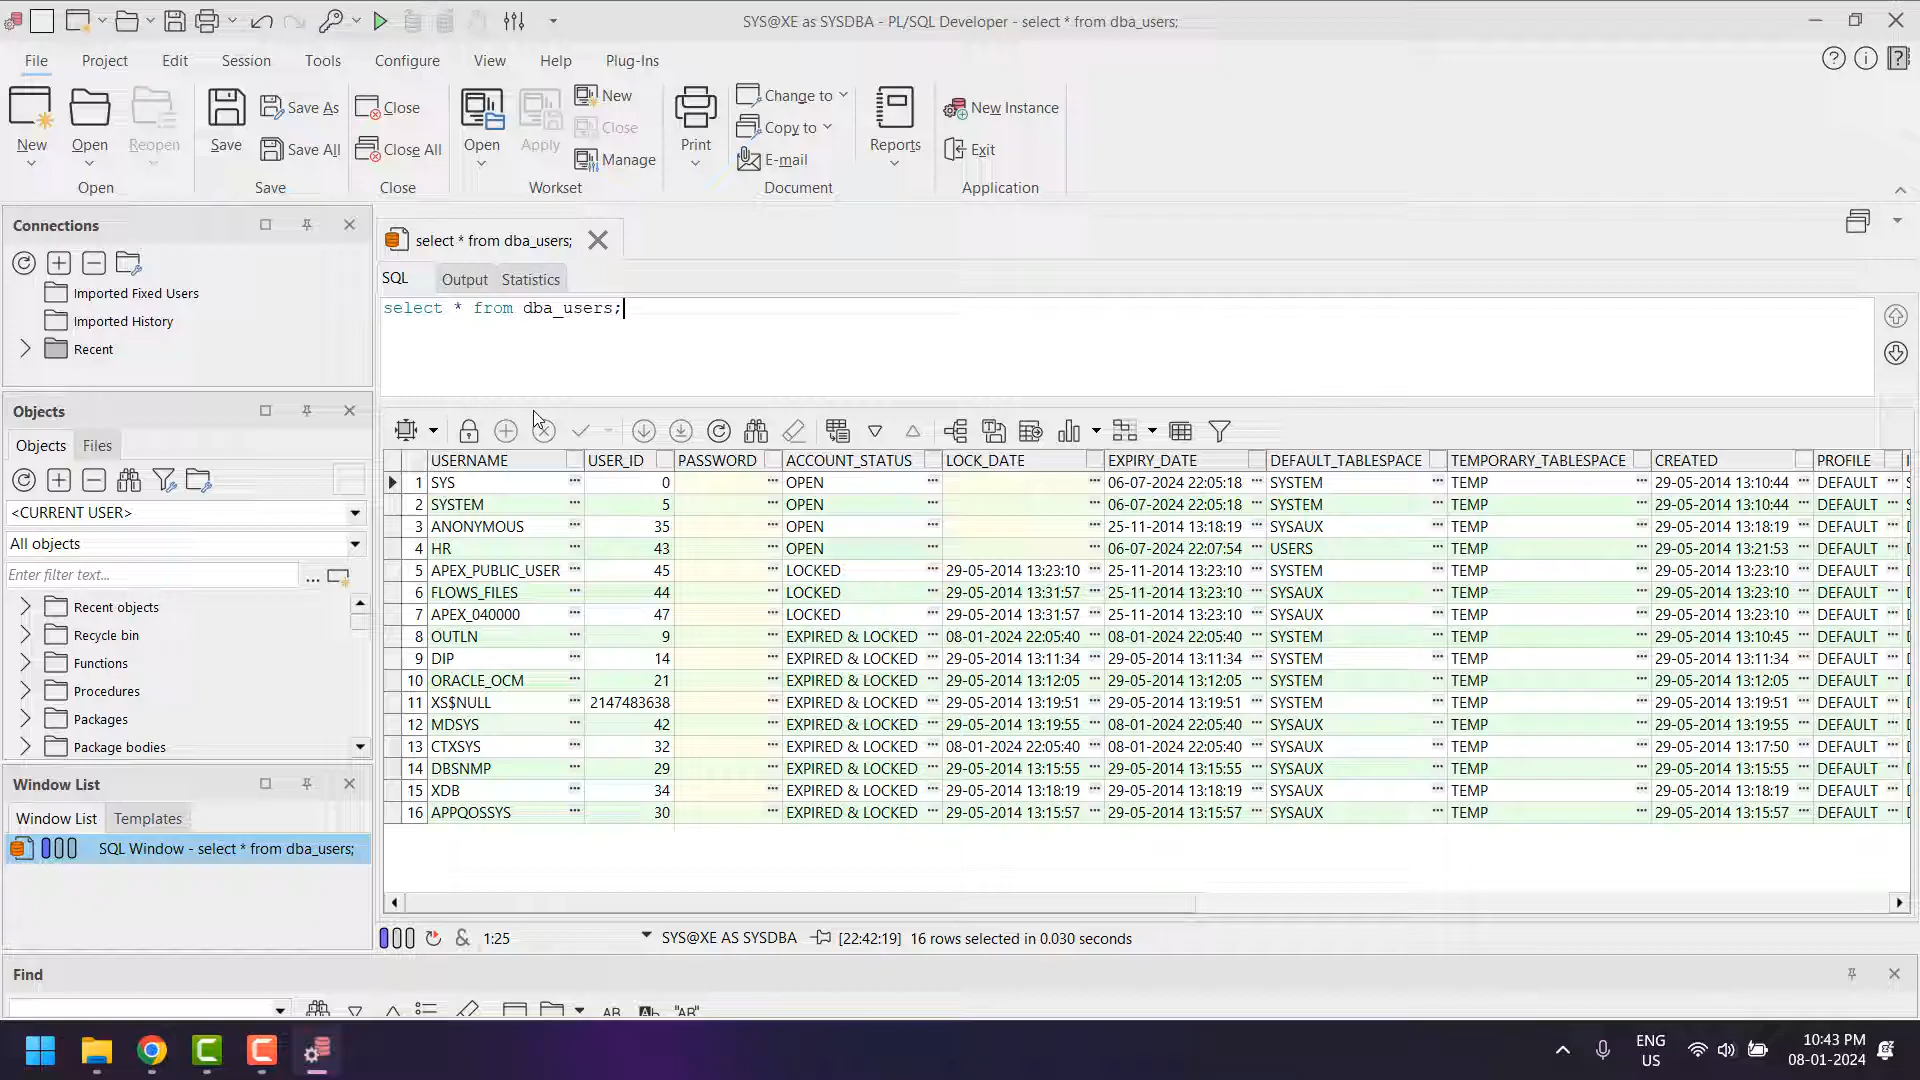 SYS@XE as SYSDBA - PL/SQL Developer - select * from dba_users;
File Project Edit Session Tools Configure View Help Plug-Ins
New Open Reopen Save Save As Save All Close Close All Open Apply New Close Manage Print Change to Copy to E-mail Reports New Instance Exit
Open Save Close Workset Document Application
Connections
Imported Fixed Users
Imported History
Recent
Objects
Objects Files
<CURRENT USER>
All objects
Enter filter text...
Recent objects
Recycle bin
Functions
Procedures
Packages
Package bodies
Window List
Window List Templates
SQL Window - select * from dba_users;
select * from dba_users;
SQL Output Statistics
select * from dba_users;
USERNAME USER_ID PASSWORD ACCOUNT_STATUS LOCK_DATE EXPIRY_DATE DEFAULT_TABLESPACE TEMPORARY_TABLESPACE CREATED PROFILE
1 SYS 0 OPEN 06-07-2024 22:05:18 SYSTEM TEMP 29-05-2014 13:10:44 DEFAULT
2 SYSTEM 5 OPEN 06-07-2024 22:05:18 SYSTEM TEMP 29-05-2014 13:10:44 DEFAULT
3 ANONYMOUS 35 OPEN 25-11-2014 13:18:19 SYSAUX TEMP 29-05-2014 13:18:19 DEFAULT
4 HR 43 OPEN 06-07-2024 22:07:54 USERS TEMP 29-05-2014 13:21:53 DEFAULT
5 APEX_PUBLIC_USER 45 LOCKED 29-05-2014 13:23:10 25-11-2014 13:23:10 SYSTEM TEMP 29-05-2014 13:23:10 DEFAULT
6 FLOWS_FILES 44 LOCKED 29-05-2014 13:31:57 25-11-2014 13:23:10 SYSAUX TEMP 29-05-2014 13:23:10 DEFAULT
7 APEX_040000 47 LOCKED 29-05-2014 13:31:57 25-11-2014 13:23:10 SYSAUX TEMP 29-05-2014 13:23:10 DEFAULT
8 OUTLN 9 EXPIRED & LOCKED 08-01-2024 22:05:40 08-01-2024 22:05:40 SYSTEM TEMP 29-05-2014 13:10:45 DEFAULT
9 DIP 14 EXPIRED & LOCKED 29-05-2014 13:11:34 29-05-2014 13:11:34 SYSTEM TEMP 29-05-2014 13:11:34 DEFAULT
10 ORACLE_OCM 21 EXPIRED & LOCKED 29-05-2014 13:12:05 29-05-2014 13:12:05 SYSTEM TEMP 29-05-2014 13:12:05 DEFAULT
11 XS$NULL 2147483638 EXPIRED & LOCKED 29-05-2014 13:19:51 29-05-2014 13:19:51 SYSTEM TEMP 29-05-2014 13:19:51 DEFAULT
12 MDSYS 42 EXPIRED & LOCKED 29-05-2014 13:19:55 08-01-2024 22:05:40 SYSAUX TEMP 29-05-2014 13:19:55 DEFAULT
13 CTXSYS 32 EXPIRED & LOCKED 08-01-2024 22:05:40 08-01-2024 22:05:40 SYSAUX TEMP 29-05-2014 13:17:50 DEFAULT
14 DBSNMP 29 EXPIRED & LOCKED 29-05-2014 13:15:55 29-05-2014 13:15:55 SYSAUX TEMP 29-05-2014 13:15:55 DEFAULT
15 XDB 34 EXPIRED & LOCKED 29-05-2014 13:18:19 29-05-2014 13:18:19 SYSAUX TEMP 29-05-2014 13:18:19 DEFAULT
16 APPQOSSYS 30 EXPIRED & LOCKED 29-05-2014 13:15:57 29-05-2014 13:15:57 SYSAUX TEMP 29-05-2014 13:15:57 DEFAULT
& 1:25 SYS@XE AS SYSDBA [22:42:19] 16 rows selected in 0.030 seconds
Find
AB Ab "AB"
ENG
US
10:43 PM
08-01-2024